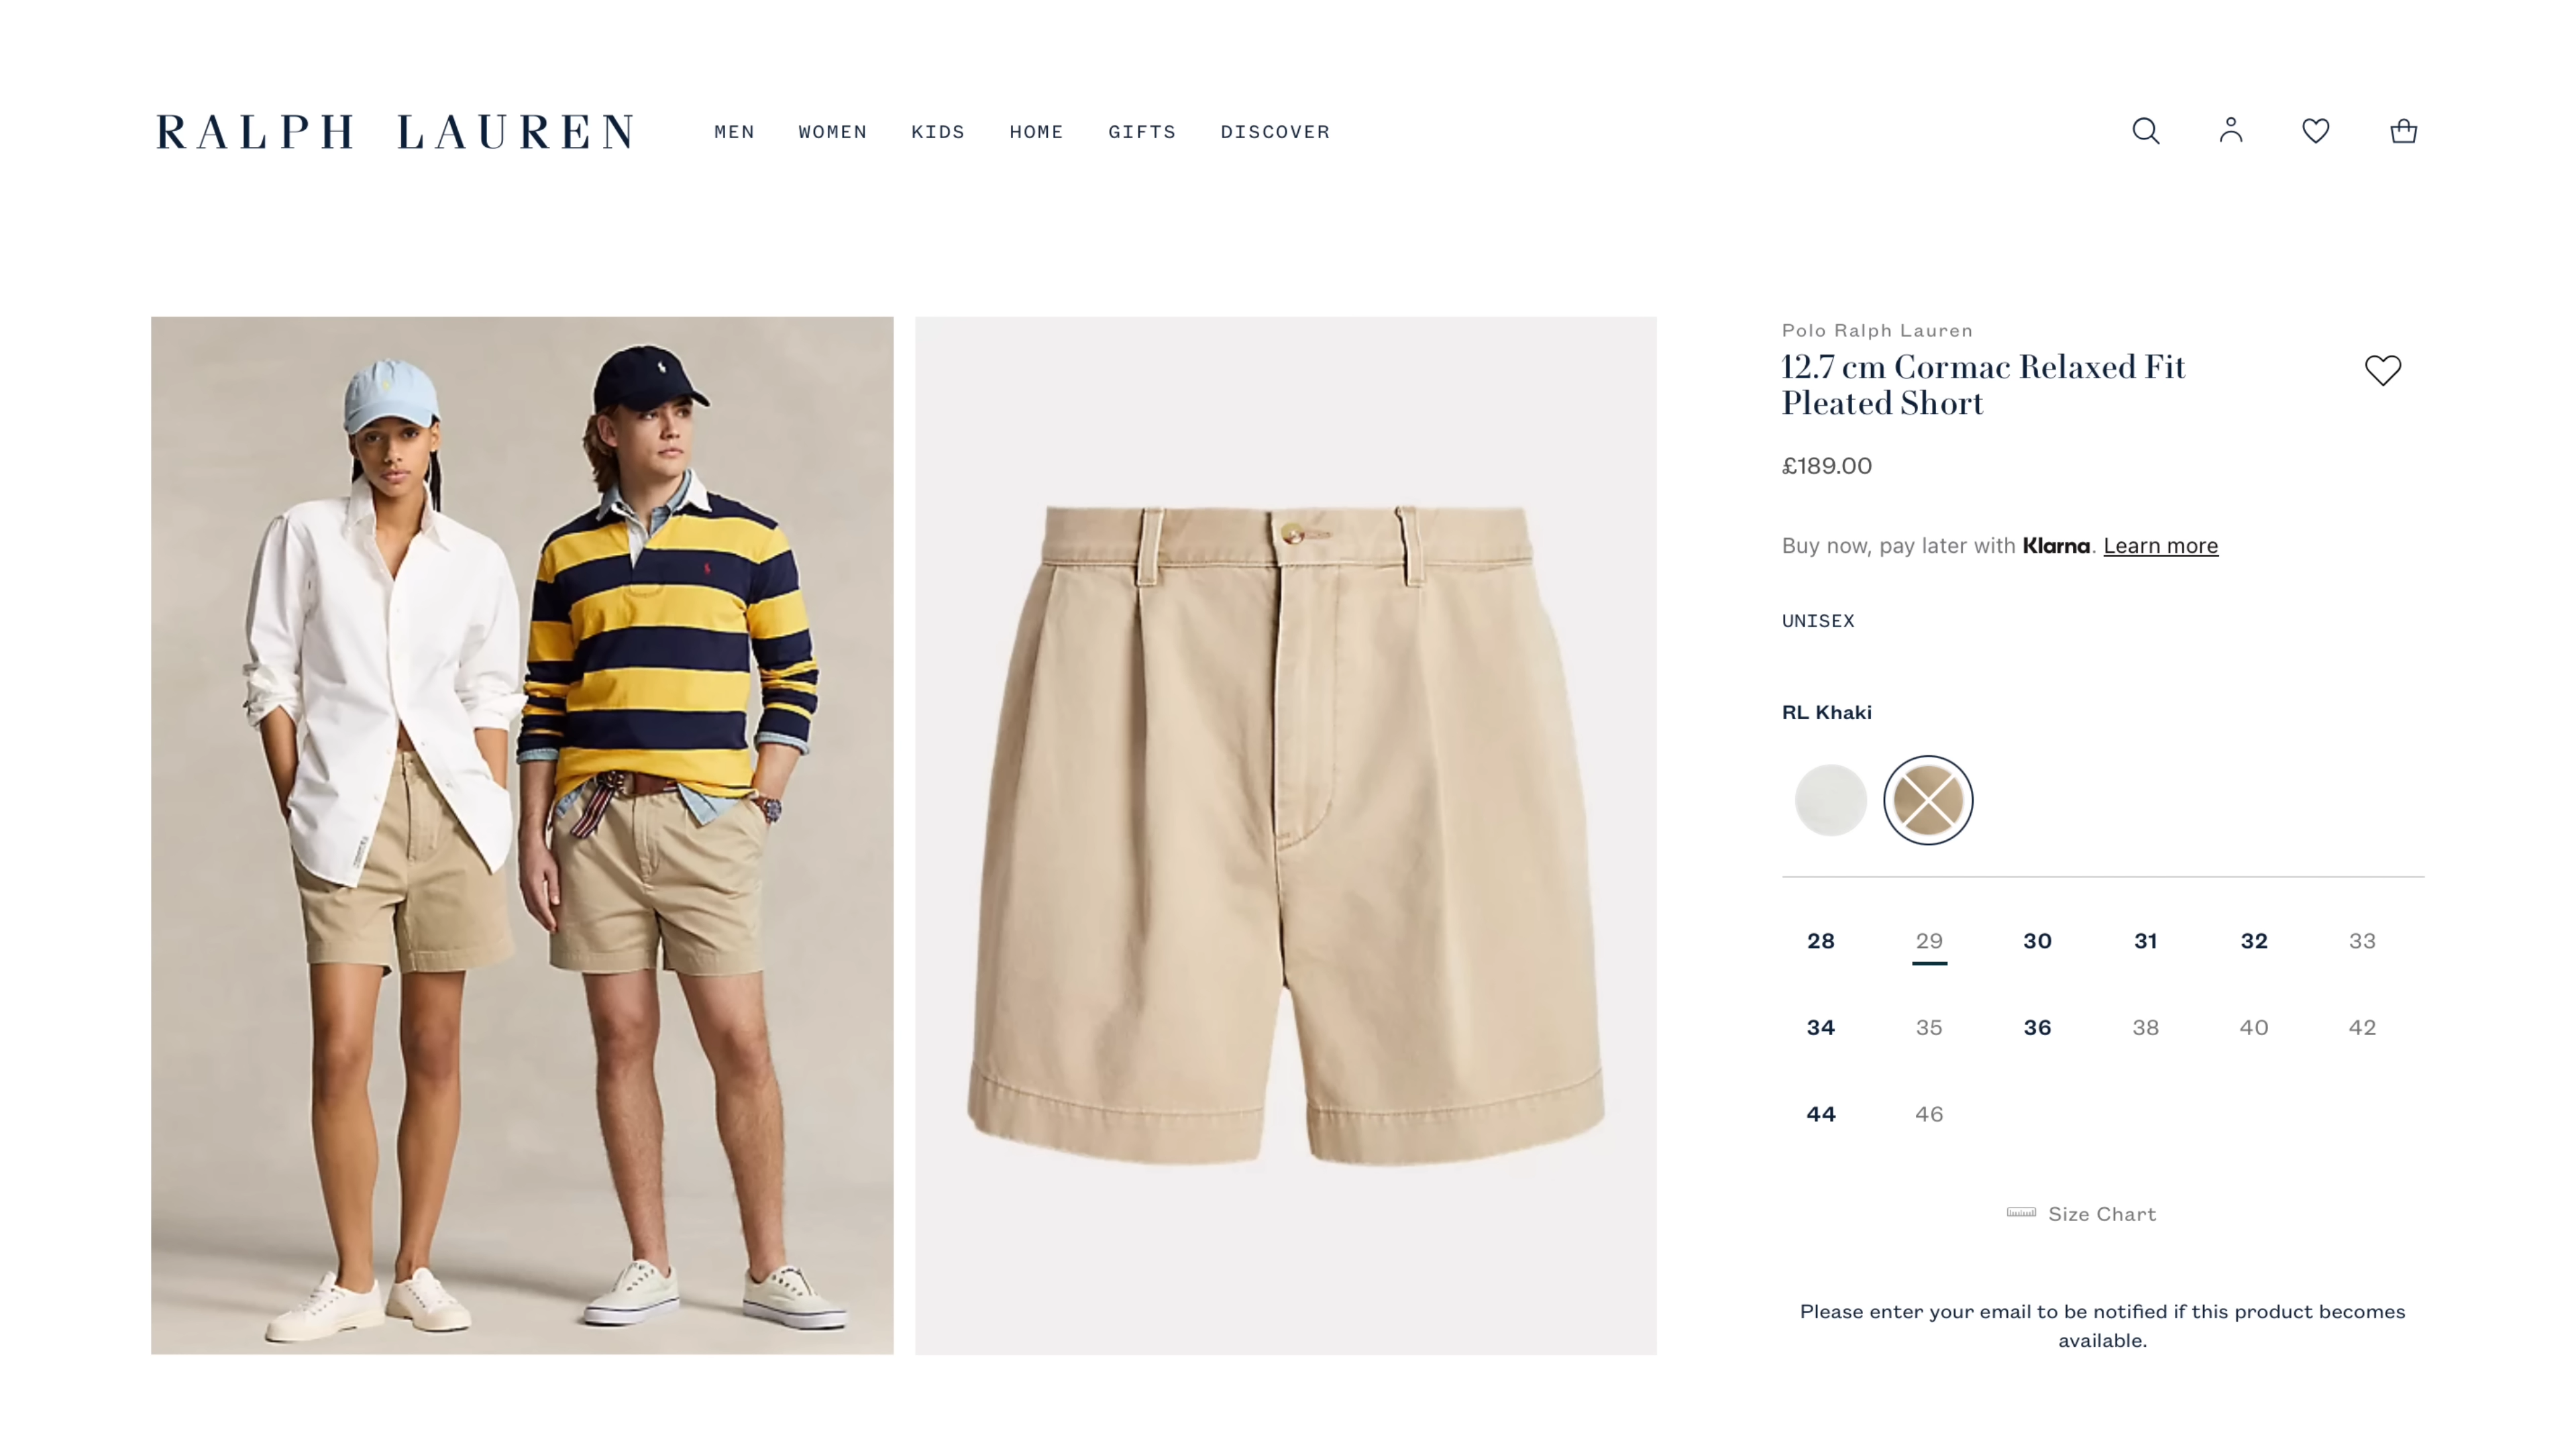 RALPH LAUREN
MEN
WOMEN
KIDS
HOME
GIFTS
DISCOVER
Polo Ralph Lauren
12.7 cm Cormac Relaxed Fit
Pleated Short
£189.00
Buy now, pay later with Klarna. Learn more
UNISEX
RL Khaki
28 29 30 31 32 33
34 35 36 38 40 42
44 46
Size Chart
Please enter your email to be notified if this product becomes
available.